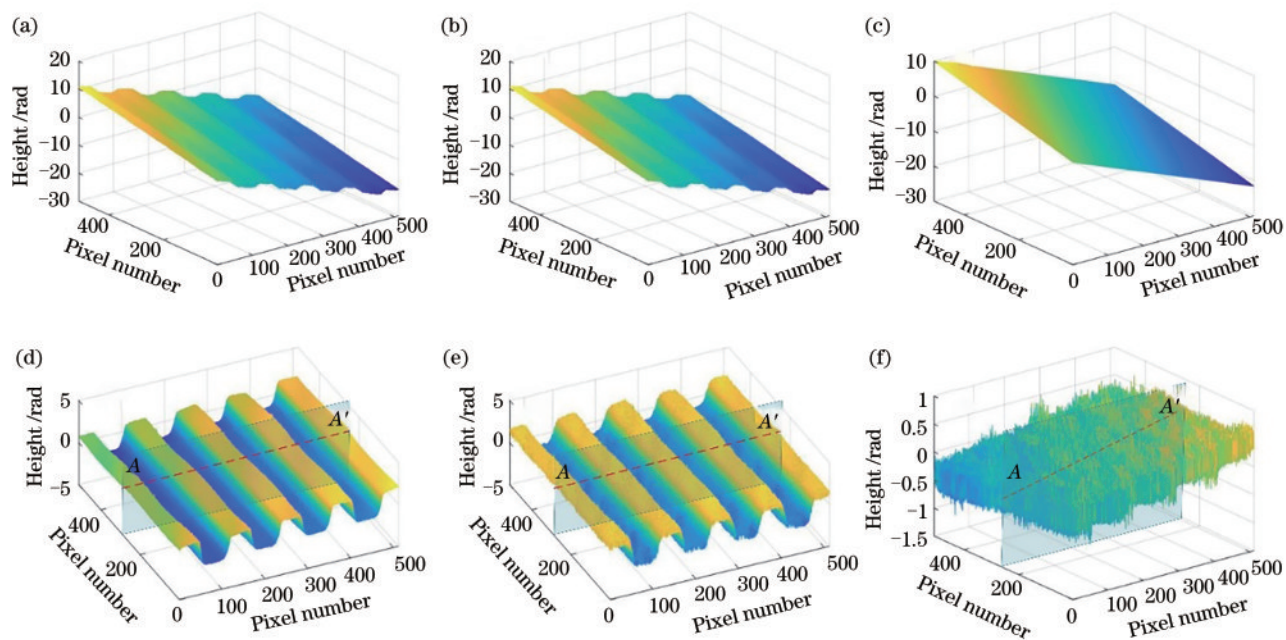 (a)
20
10
0
−10
−20
−30
Height /rad
400
200
0
Pixel number
100
200
300
400
500
Pixel number
(b)
20
10
0
−10
−20
−30
Height /rad
400
200
0
Pixel number
100
200
300
400
500
Pixel number
(c)
10
0
−10
−20
−30
Height /rad
400
200
0
Pixel number
100
200
300
400
500
Pixel number
(d)
5
0
−5
Height /rad
A
A′
400
200
0
Pixel number
100
200
300
400
500
Pixel number
(e)
5
0
−5
Height /rad
A
A′
400
200
0
Pixel number
100
200
300
400
500
Pixel number
(f)
1
0.5
0
−0.5
−1
−1.5
Height /rad
A
A′
400
200
0
Pixel number
100
200
300
400
500
Pixel number